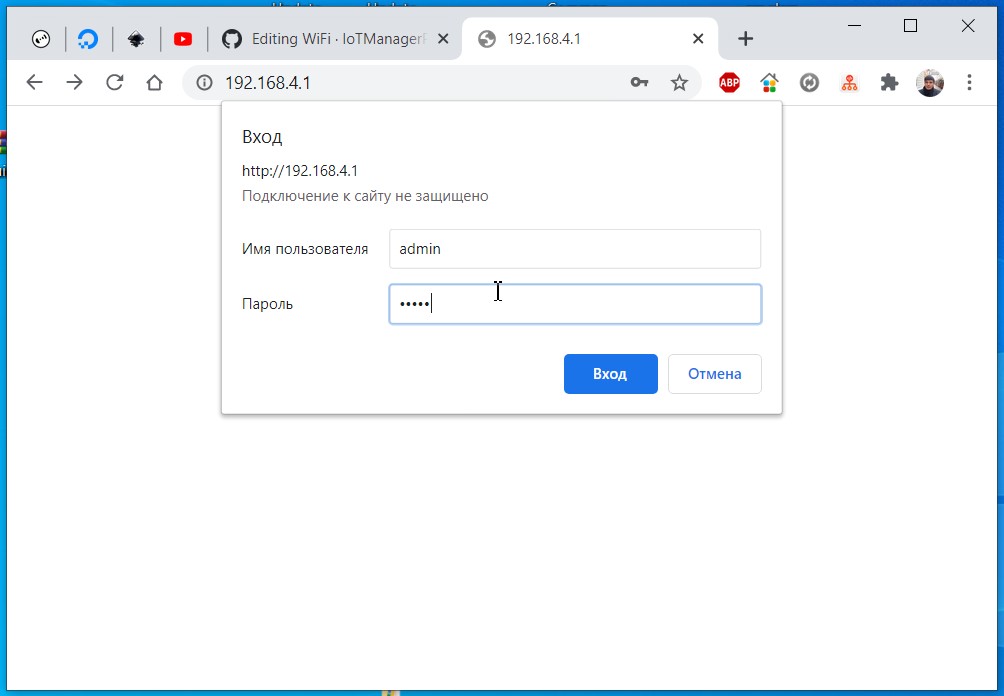 Editing WiFi · IoTManager
192.168.4.1
192.168.4.1
ABP
Вход
http://192.168.4.1
Подключение к сайту не защищено
Имя пользователя admin
Пароль •••••
Вход Отмена